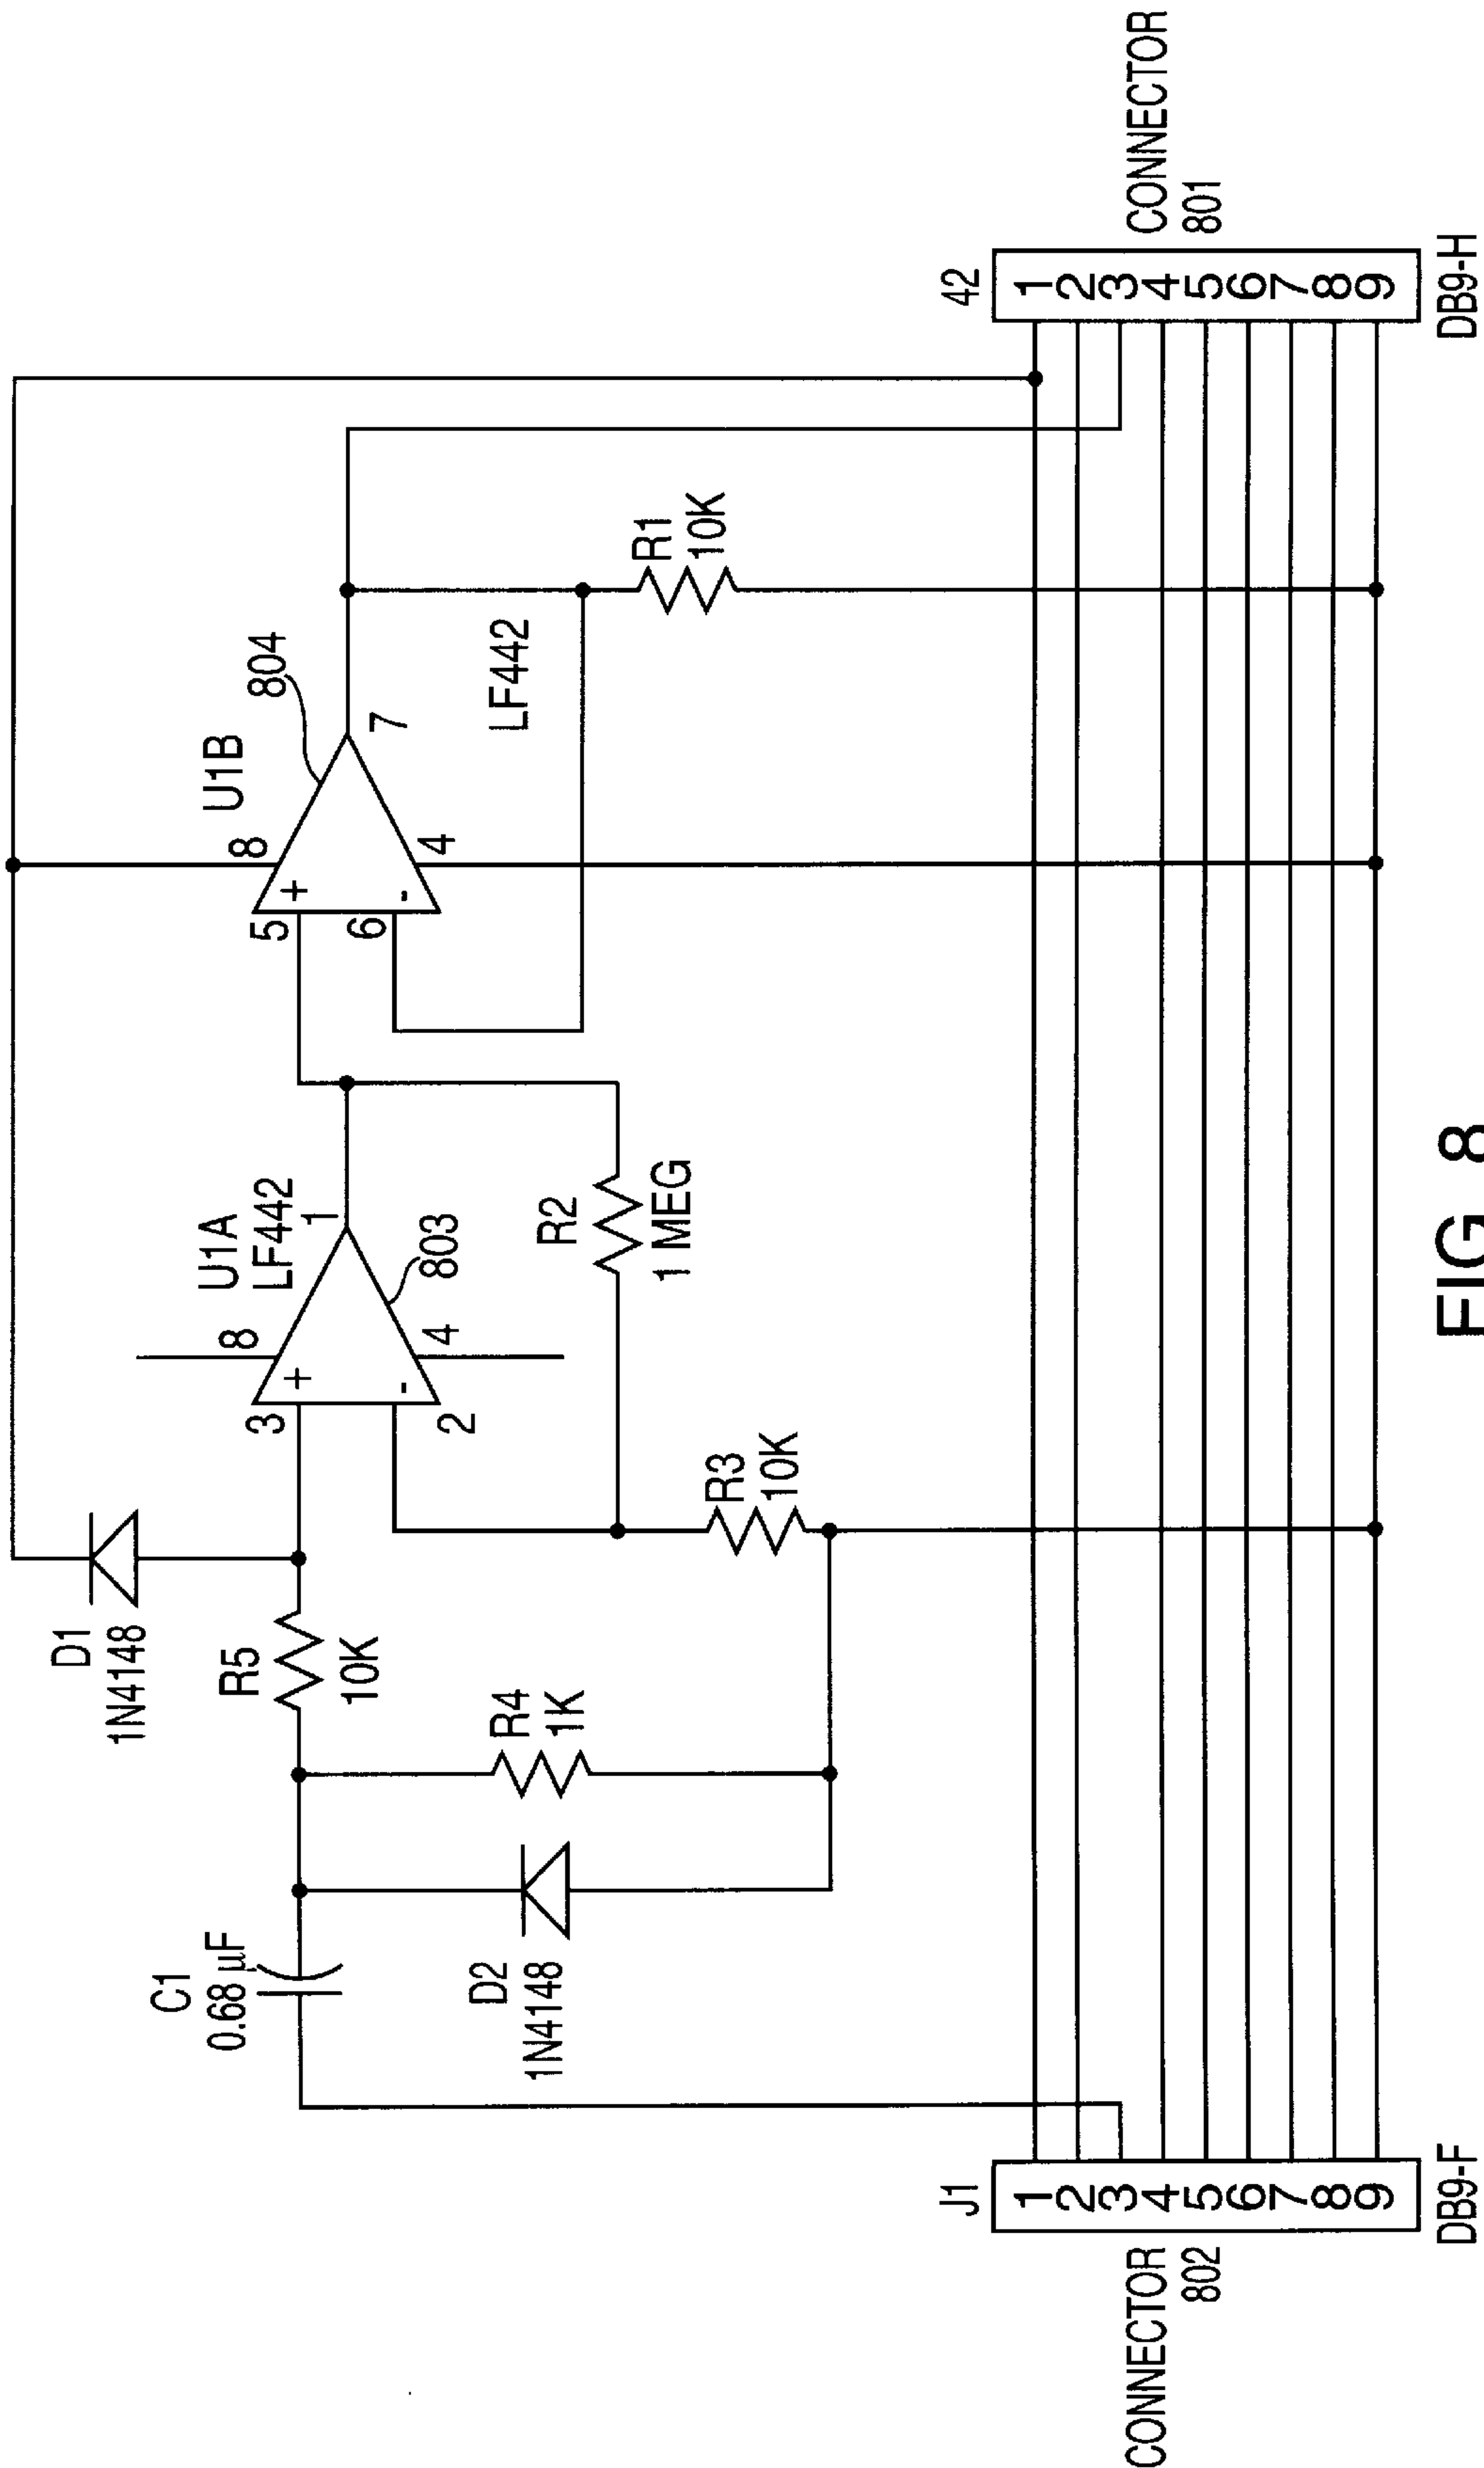 D1
1N4148
C1
0.68 µF
R5
10K
D2
1N4148
R4
1K
3
2
+
-
8
4
U1A
LF442
1
803
R3
10K
R2
1 MEG
5
6
+
-
8
4
U1B
804
7
LF442
R1
10K
CONNECTOR
802
J1
1
2
3
4
5
6
7
8
9
DB9-F
42
1
2
3
4
5
6
7
8
9
DB9-H
CONNECTOR
801
FIG. 8